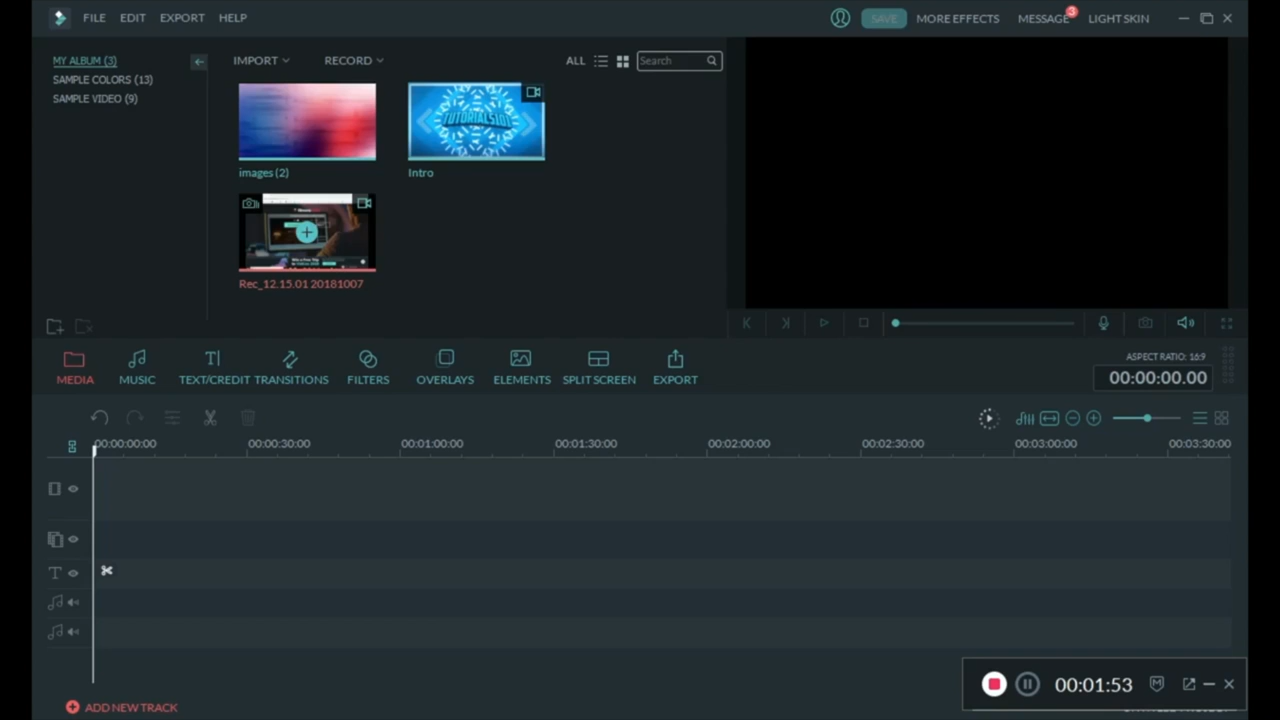 FILE EDIT EXPORT HELP
SAVE MORE EFFECTS MESSAGE 3 LIGHT SKIN
MY ALBUM (3)
SAMPLE COLORS (13)
SAMPLE VIDEO (9)
IMPORT RECORD ALL Search
TUTORIALS101
images (2) Intro
Rec_12.15.01 20181007
MEDIA MUSIC TEXT/CREDIT TRANSITIONS FILTERS OVERLAYS ELEMENTS SPLIT SCREEN EXPORT
ASPECT RATIO: 16:9
00:00:00.00
00:00:00:00 00:00:30:00 00:01:00:00 00:01:30:00 00:02:00:00 00:02:30:00 00:03:00:00 00:03:30:00
ADD NEW TRACK
00:01:53